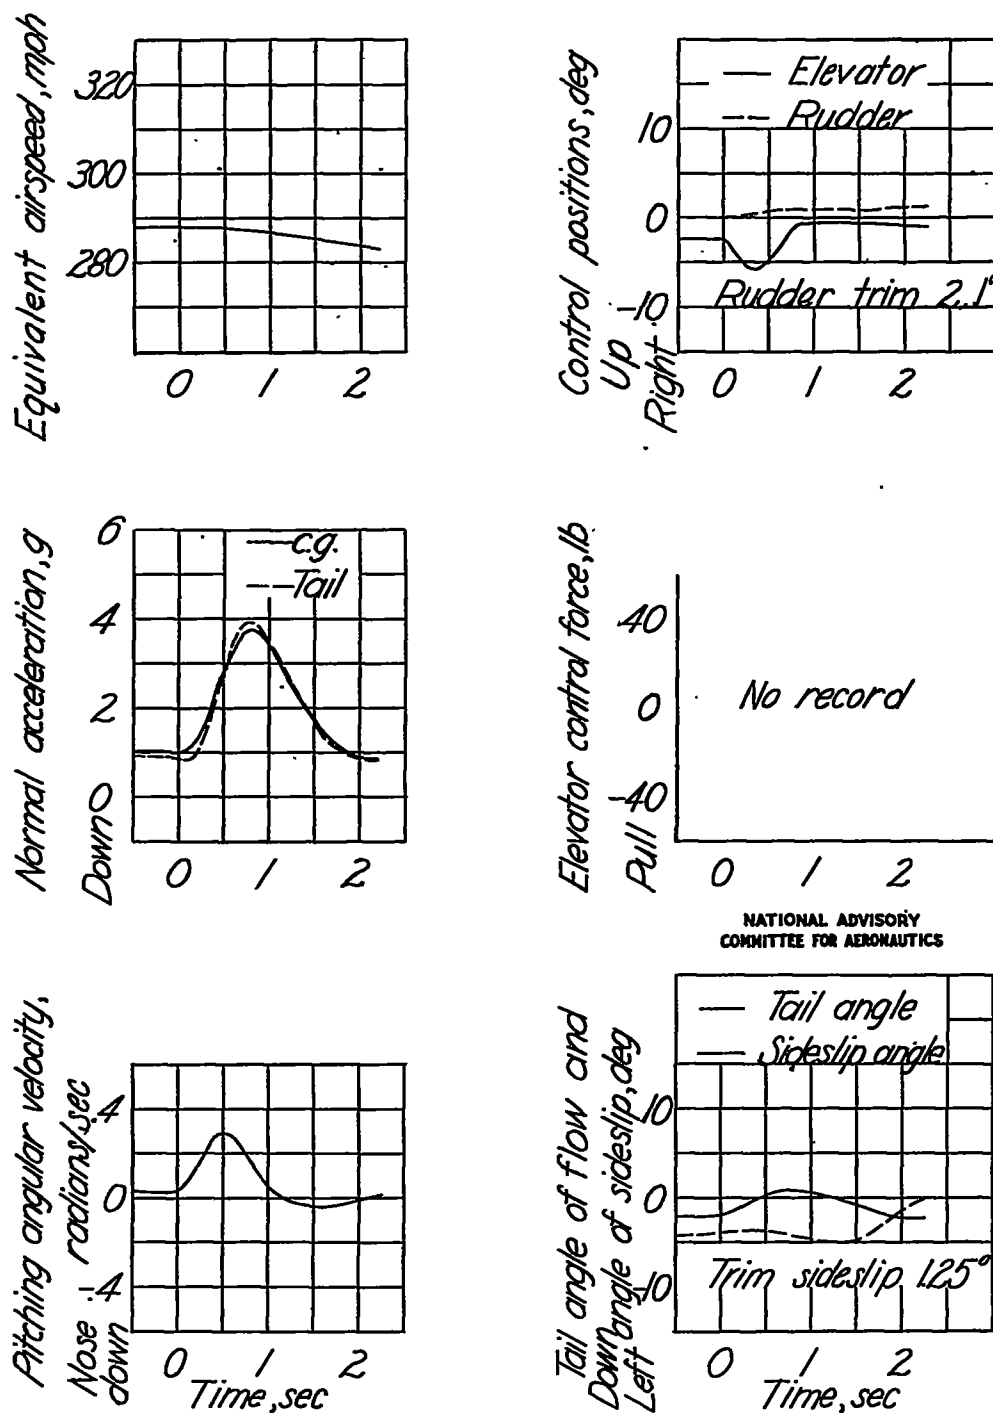 Equivalent airspeed, mph
320
300
280
0 1 2
Control positions, deg
Up
Right
Elevator
Rudder
10
0
-10
Rudder trim 2.1°
0 1 2
Normal acceleration, g
Down
6
4
2
0
c.g.
Tail
0 1 2
Elevator control force, lb
Pull
40
0
-40
No record
0 1 2
NATIONAL ADVISORY
COMMITTEE FOR AERONAUTICS
Pitching angular velocity,
radians/sec
Nose
down
.4
0
-.4
0 1 2
Time, sec
Tail angle of flow and
angle of sideslip, deg
Down
Left
Tail angle
Sideslip angle
10
0
-10
Trim sideslip 1.25°
0 1 2
Time, sec